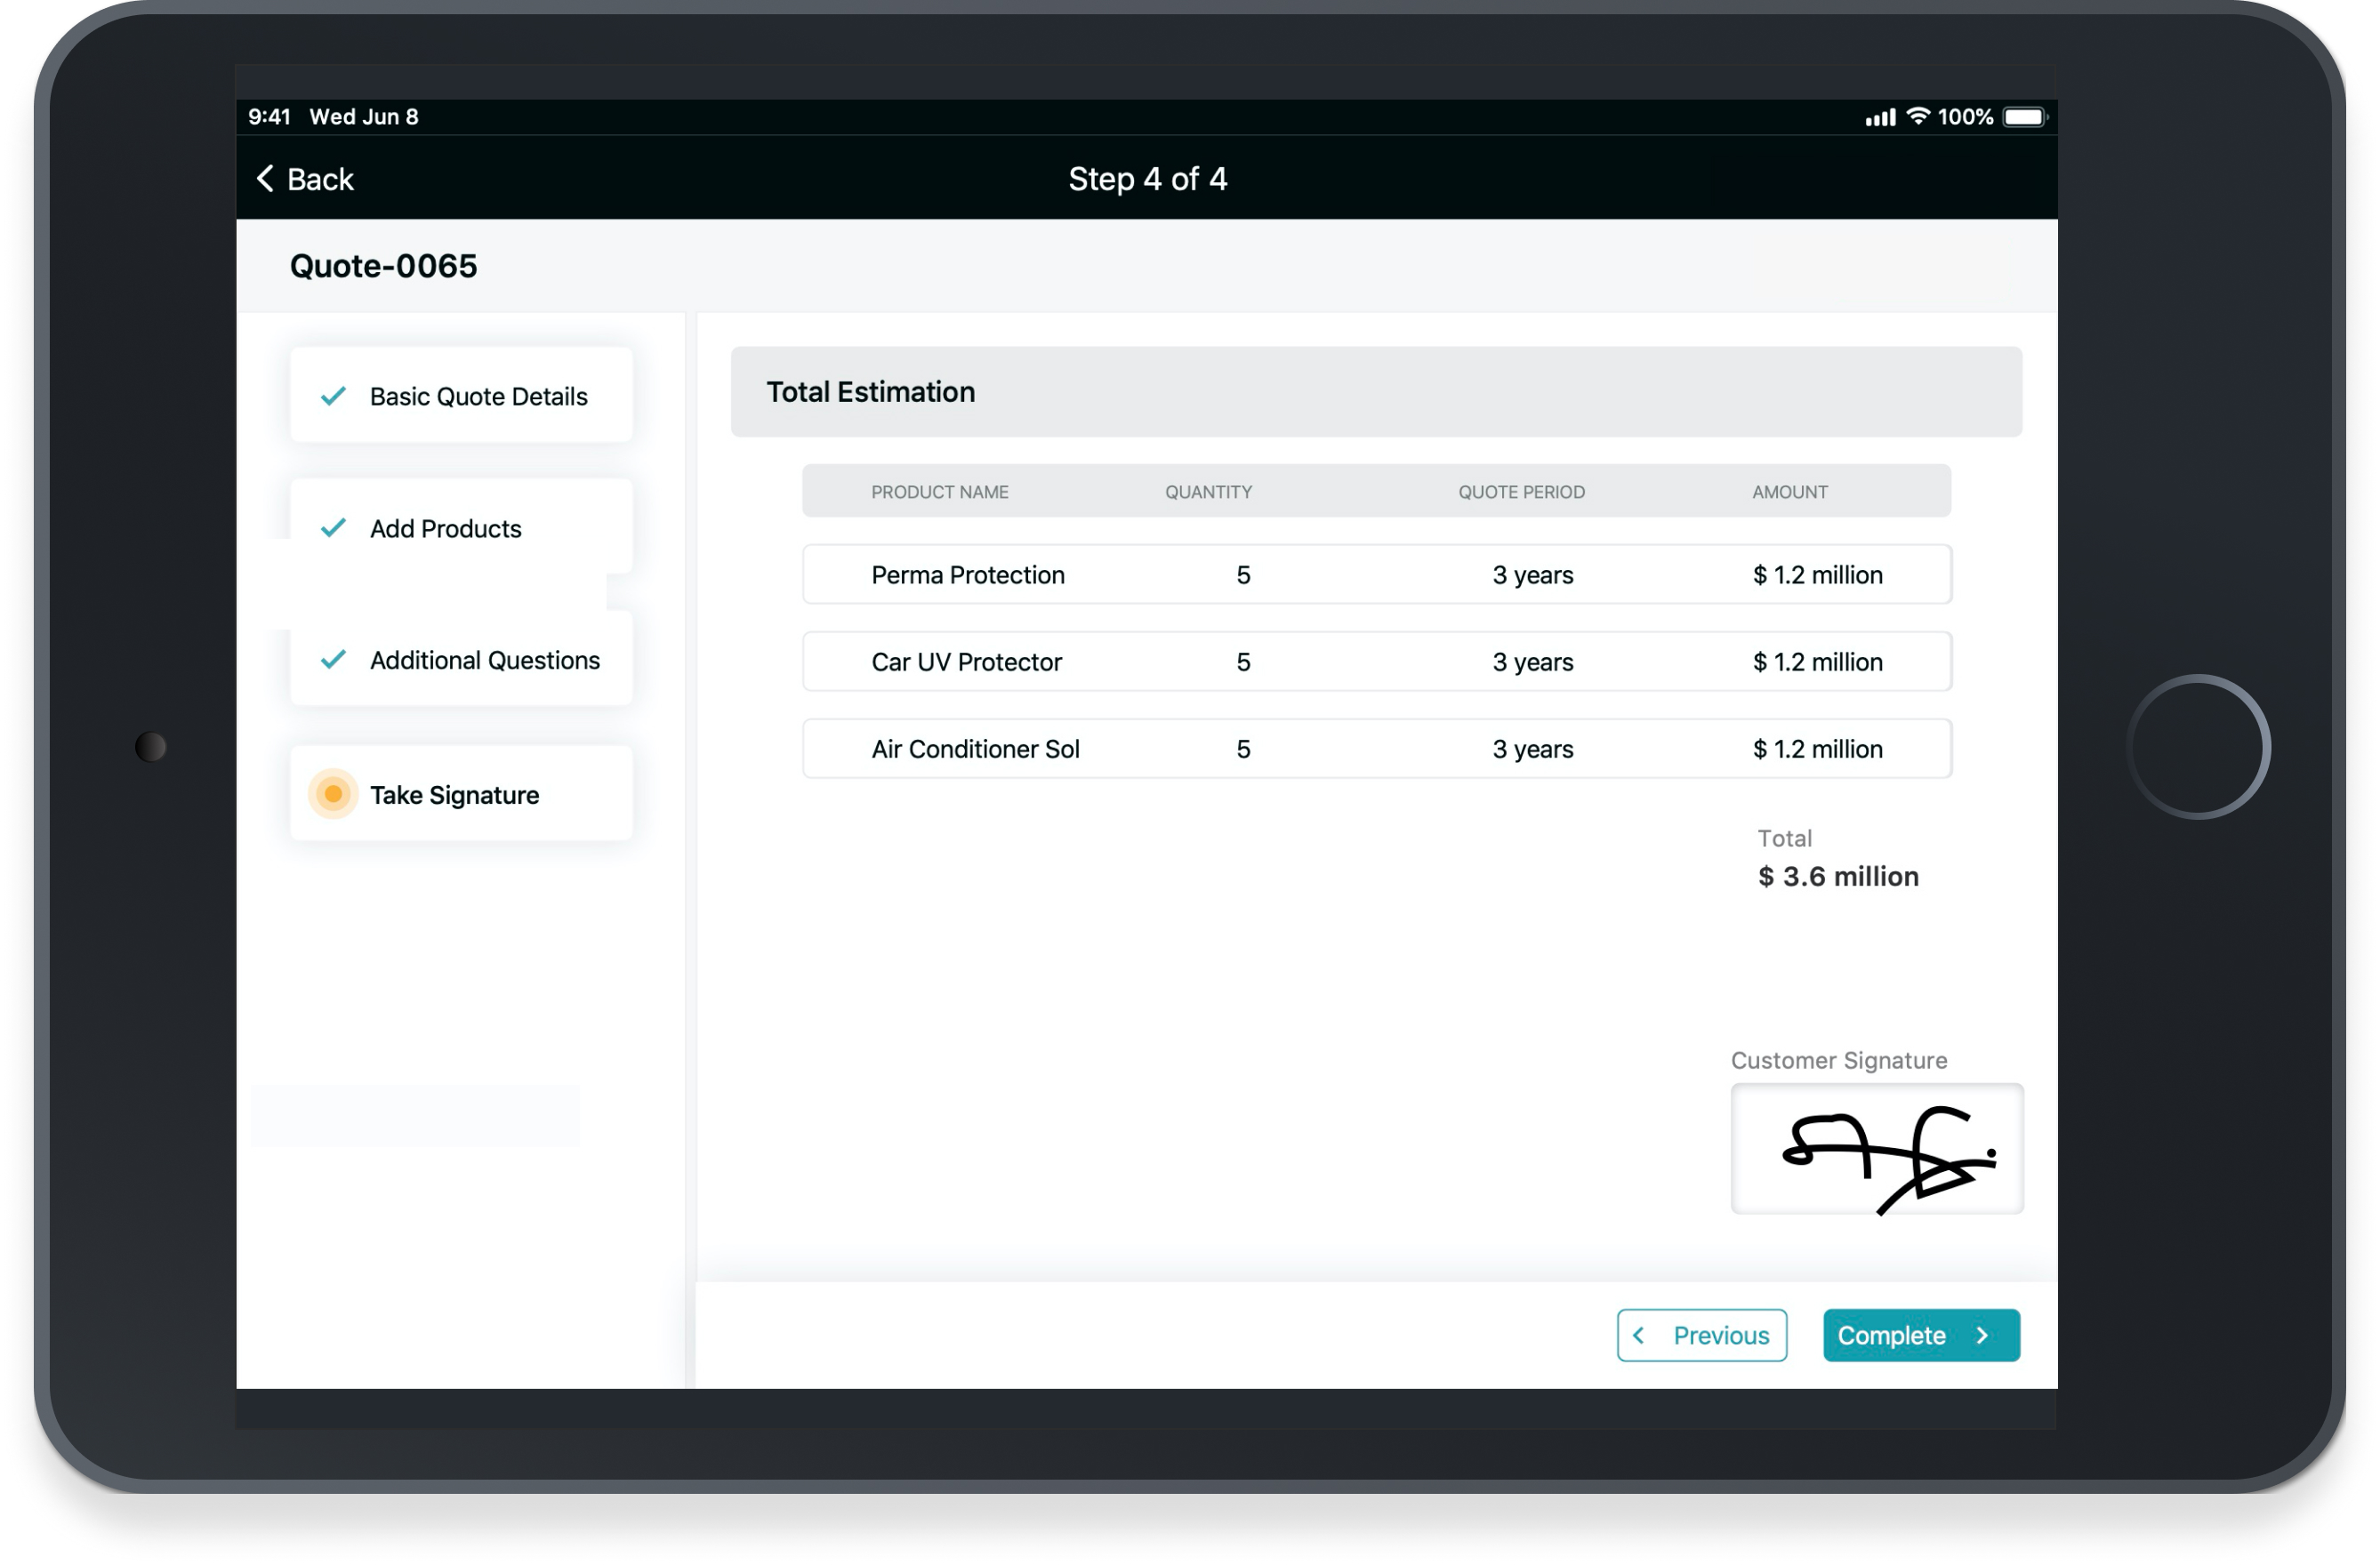 9:41 Wed Jun 8 100%
Back Step 4 of 4
Quote-0065
Basic Quote Details
Add Products
Additional Questions
Take Signature
Total Estimation
PRODUCT NAME QUANTITY QUOTE PERIOD AMOUNT
Perma Protection 5 3 years $ 1.2 million
Car UV Protector 5 3 years $ 1.2 million
Air Conditioner Sol 5 3 years $ 1.2 million
Total
$ 3.6 million
Customer Signature
Previous Complete